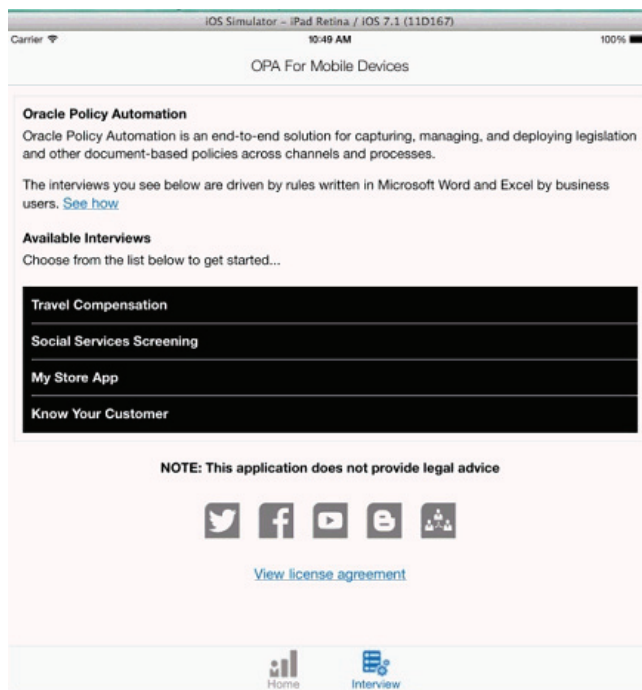 iOS Simulator – iPad Retina / iOS 7.1 (11D167)
Carrier 10:49 AM 100%
OPA For Mobile Devices
Oracle Policy Automation
Oracle Policy Automation is an end-to-end solution for capturing, managing, and deploying legislation
and other document-based policies across channels and processes.
The interviews you see below are driven by rules written in Microsoft Word and Excel by business
users. See how
Available Interviews
Choose from the list below to get started...
Travel Compensation
Social Services Screening
My Store App
Know Your Customer
NOTE: This application does not provide legal advice
View license agreement
Home Interview